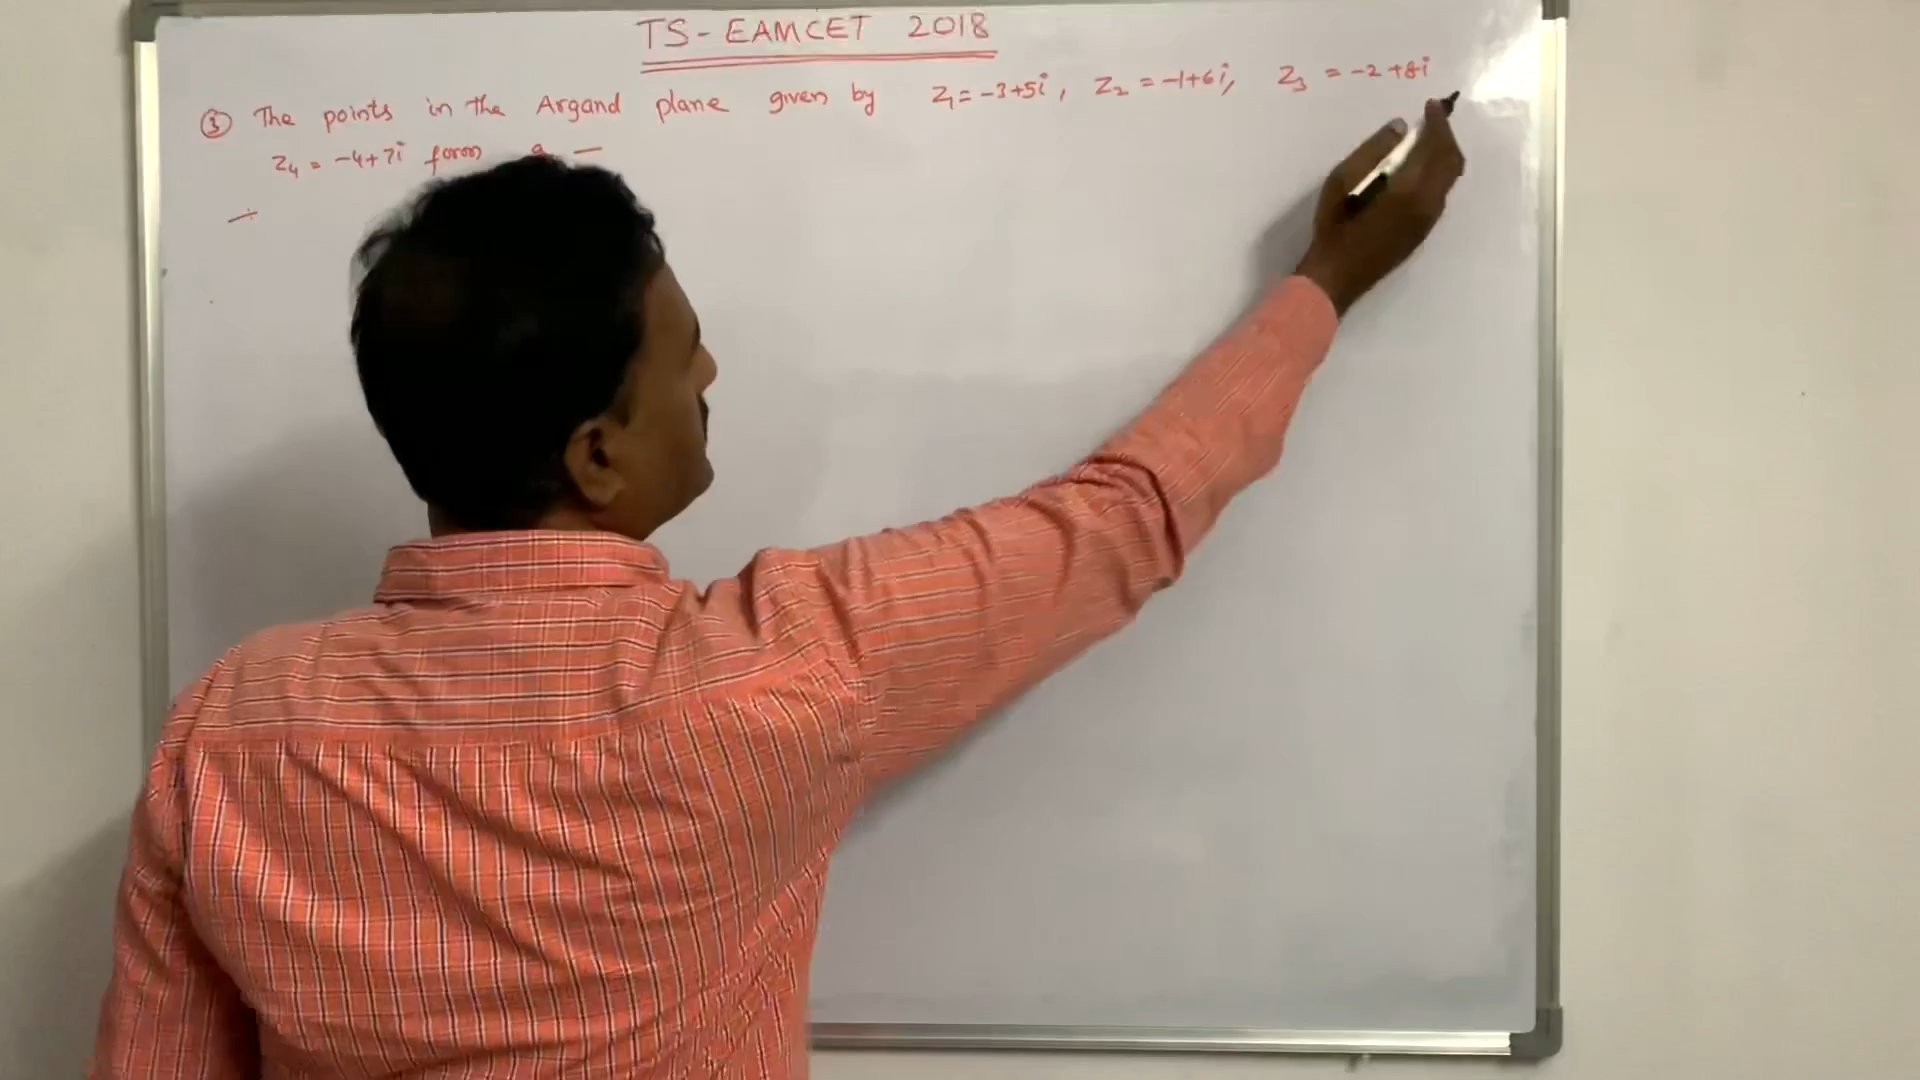 TS-EAMCET 2018
③ The points in the Argand plane given by Z₁ = -3+5i, Z₂ = -1+6i, Z₃ = -2+8i
Z₄ = -4+7i form a —